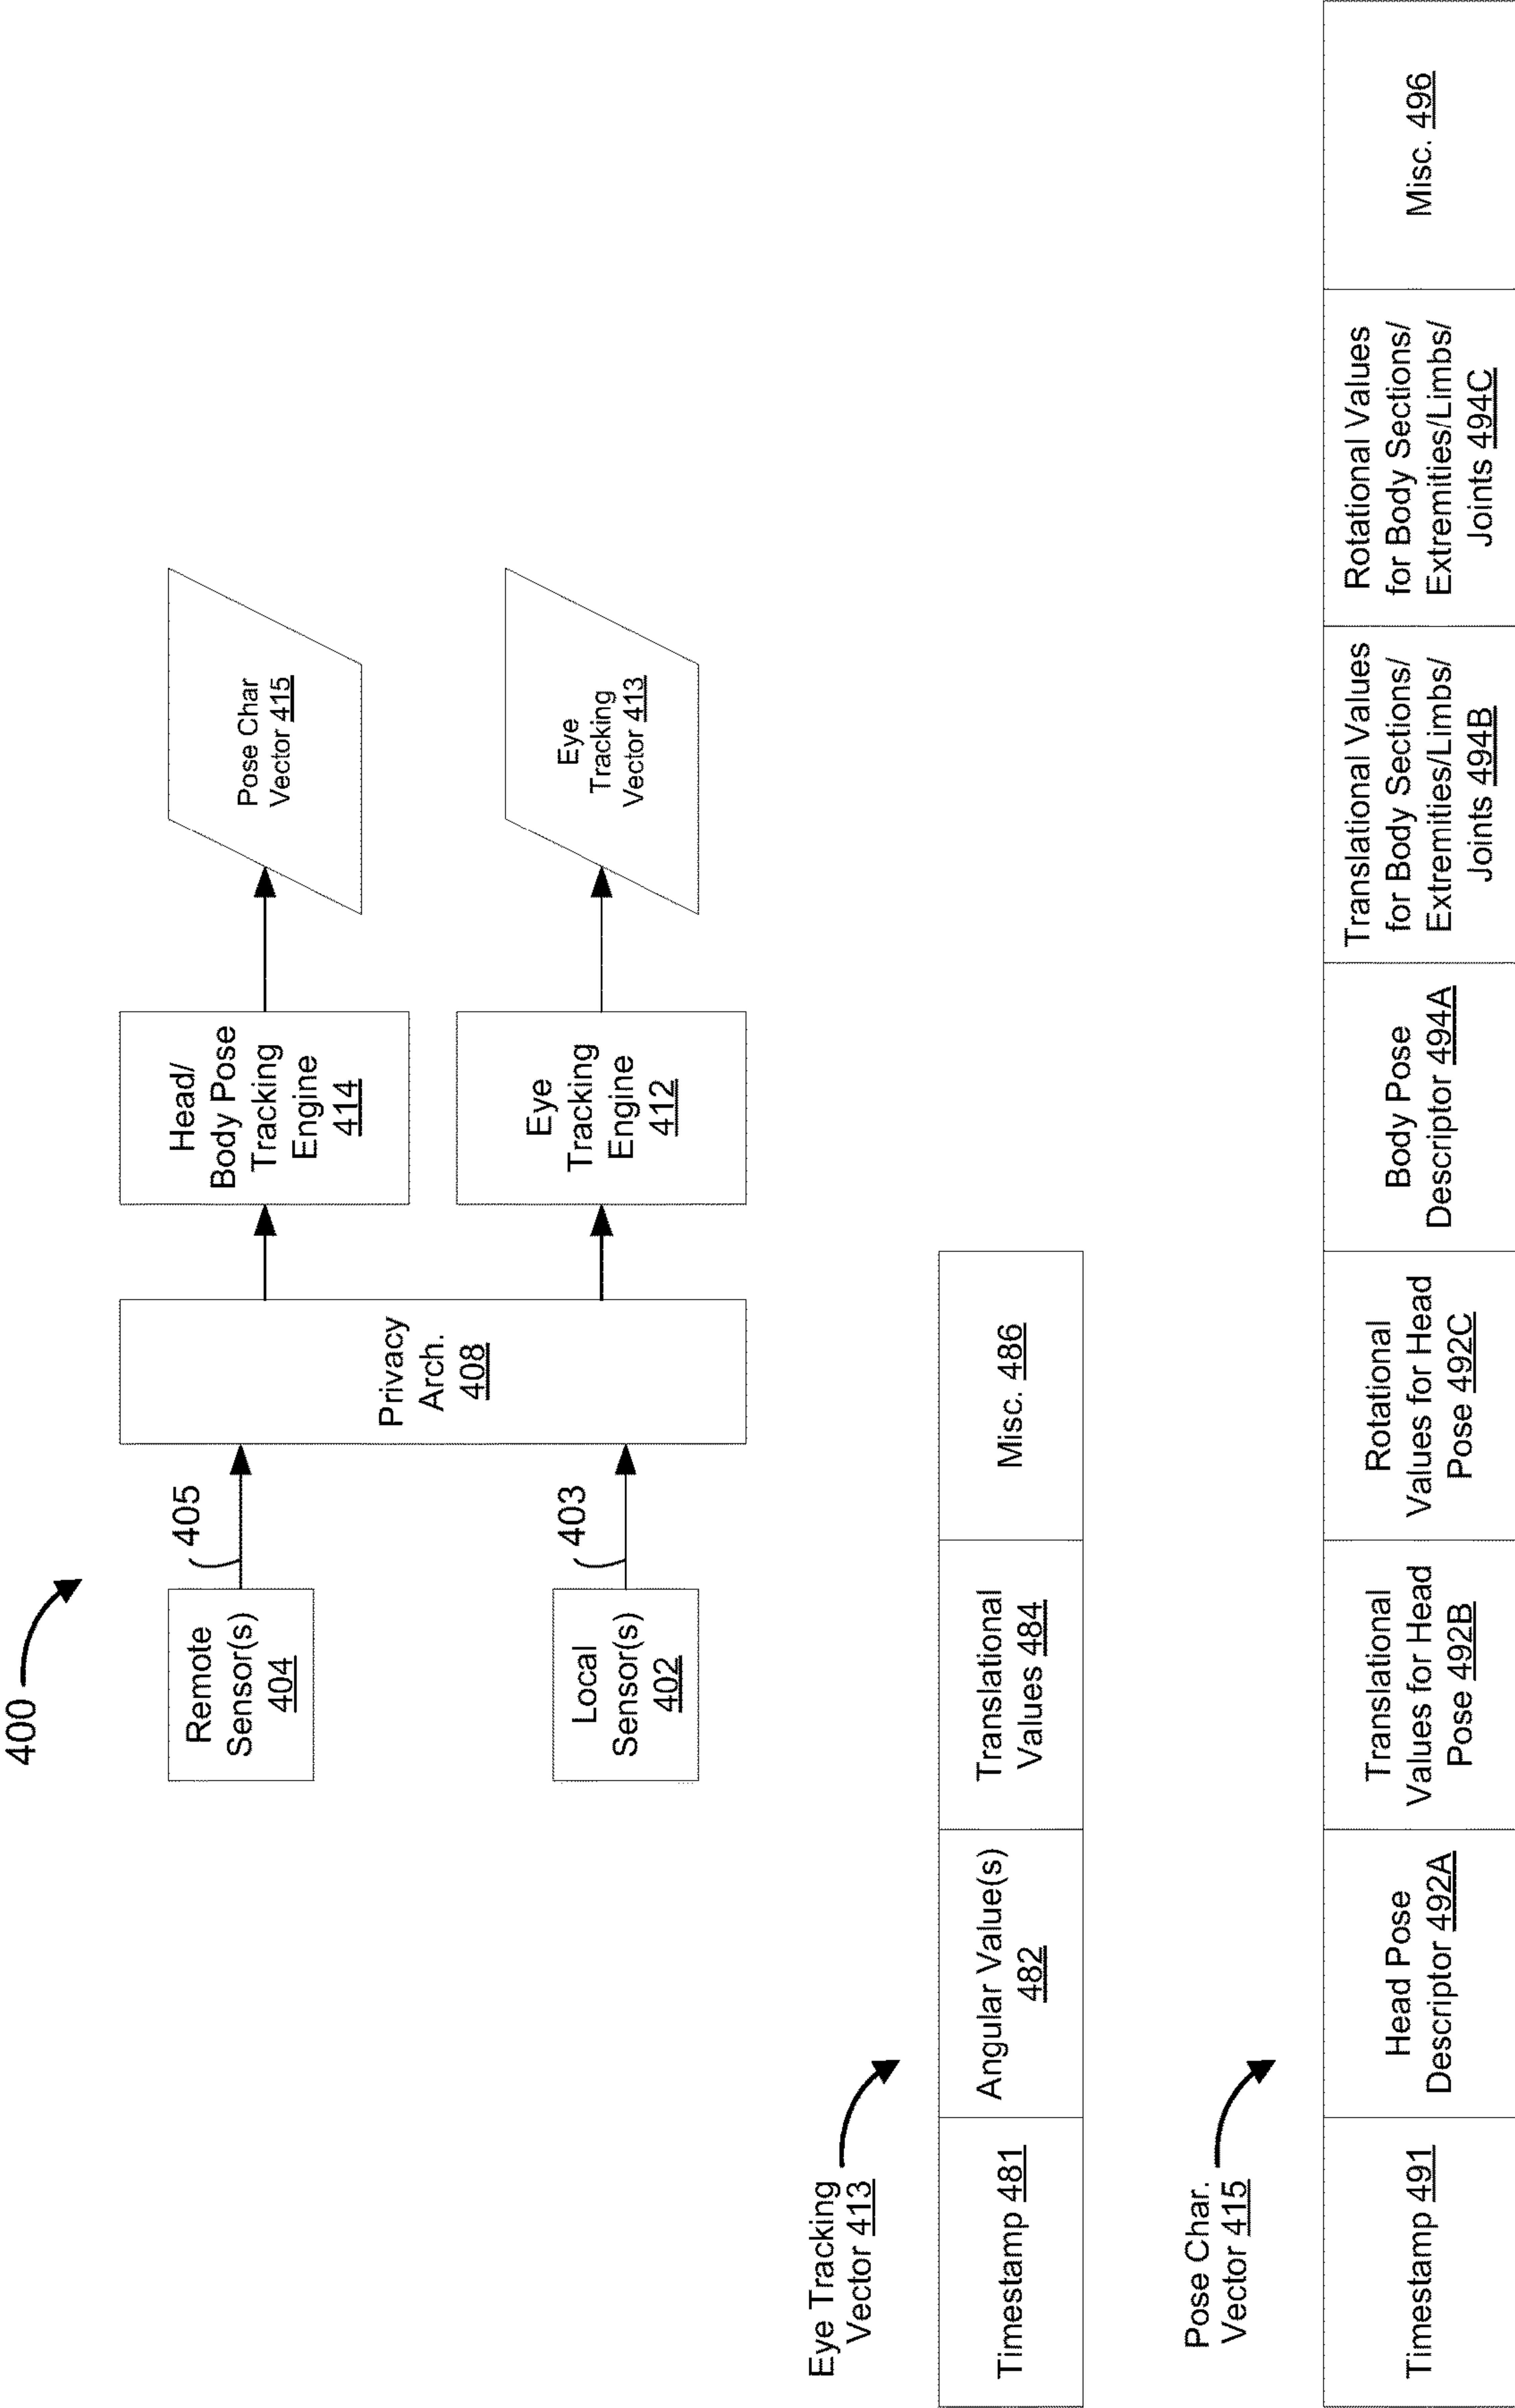 400
Remote
Sensor(s)
404
405
Local
Sensor(s)
402
403
Privacy
Arch.
408
Head/
Body Pose
Tracking
Engine
414
Eye
Tracking
Engine
412
Pose Char
Vector 415
Eye
Tracking
Vector 413
Eye Tracking
Vector 413
Timestamp 481
Angular Value(s)
482
Translational
Values 484
Misc. 486
Pose Char.
Vector 415
Timestamp 491
Head Pose
Descriptor 492A
Translational
Values for Head
Pose 492B
Rotational
Values for Head
Pose 492C
Body Pose
Descriptor 494A
Translational Values
for Body Sections/
Extremities/Limbs/
Joints 494B
Rotational Values
for Body Sections/
Extremities/Limbs/
Joints 494C
Misc. 496